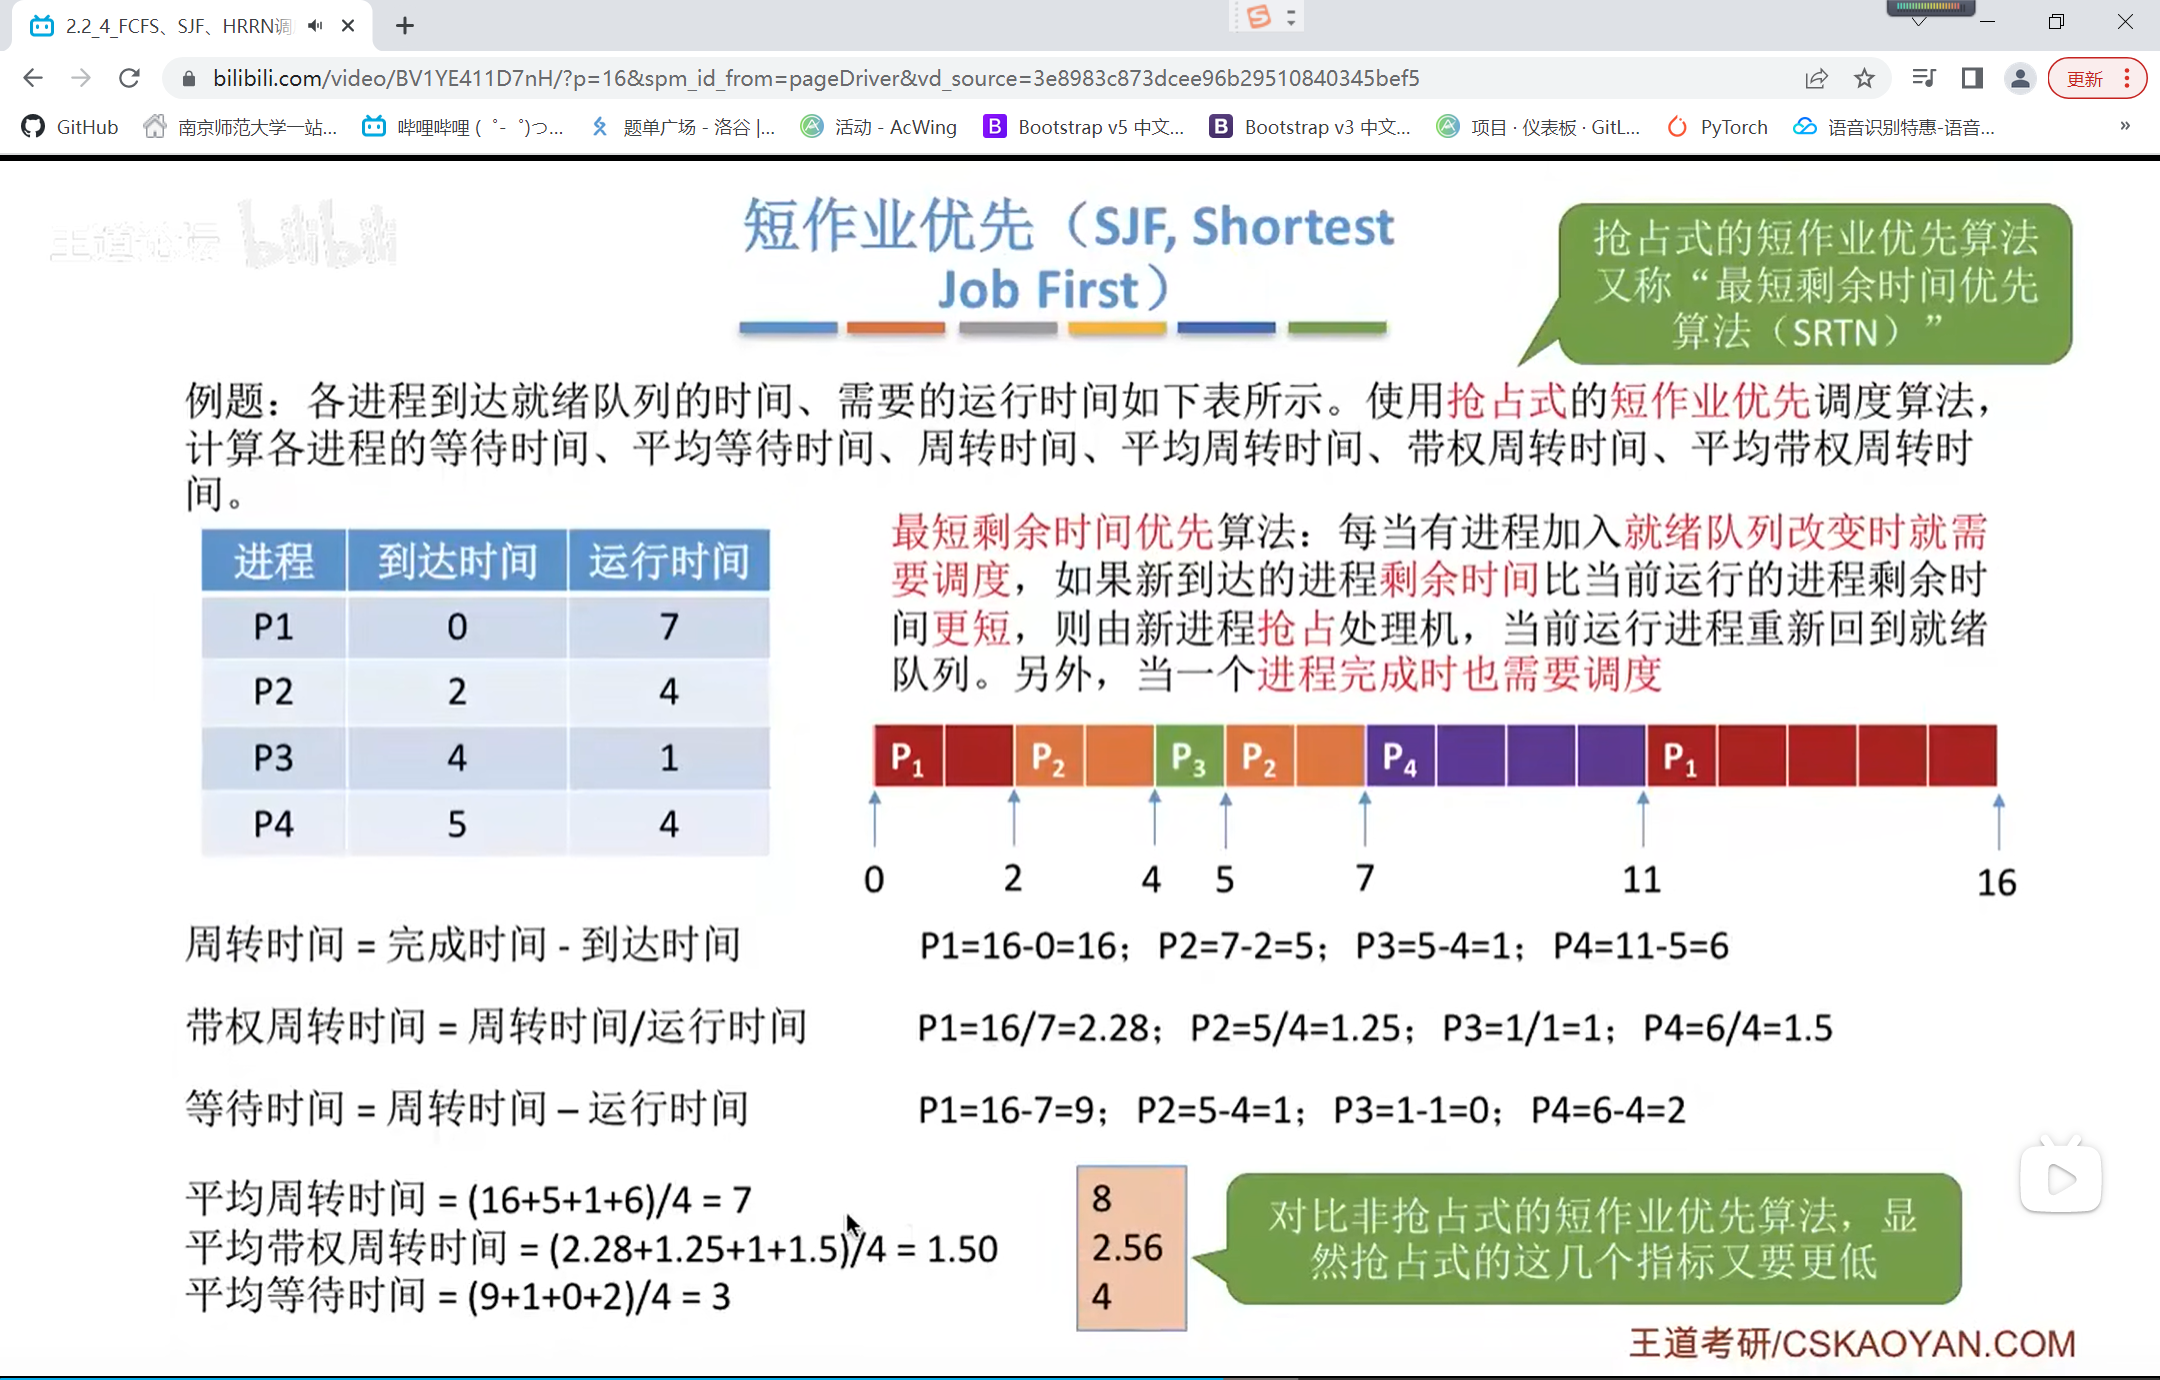 2.2_4_FCFS、SJF、HRRN调
bilibili.com/video/BV1YE411D7nH/?p=16&spm_id_from=pageDriver&vd_source=3e8983c873dcee96b29510840345bef5
更新
GitHub
南京师范大学一站...
哔哩哔哩 (゜-゜)つ...
题单广场 - 洛谷 |...
活动 - AcWing
Bootstrap v5 中文...
Bootstrap v3 中文...
项目 · 仪表板 · GitL...
PyTorch
语音识别特惠-语音...
»
王道论坛 bilibili
短作业优先（SJF, Shortest
Job First）
抢占式的短作业优先算法
又称“最短剩余时间优先
算法（SRTN）”
例题：各进程到达就绪队列的时间、需要的运行时间如下表所示。使用抢占式的短作业优先调度算法，
计算各进程的等待时间、平均等待时间、周转时间、平均周转时间、带权周转时间、平均带权周转时
间。
进程 到达时间 运行时间
P1 0 7
P2 2 4
P3 4 1
P4 5 4
最短剩余时间优先算法：每当有进程加入就绪队列改变时就需
要调度，如果新到达的进程剩余时间比当前运行的进程剩余时
间更短，则由新进程抢占处理机，当前运行进程重新回到就绪
队列。另外，当一个进程完成时也需要调度
P1 P2 P3 P2 P4 P1
0 2 4 5 7 11 16
周转时间 = 完成时间 - 到达时间
P1=16-0=16；P2=7-2=5；P3=5-4=1；P4=11-5=6
带权周转时间 = 周转时间/运行时间
P1=16/7=2.28；P2=5/4=1.25；P3=1/1=1；P4=6/4=1.5
等待时间 = 周转时间 – 运行时间
P1=16-7=9；P2=5-4=1；P3=1-1=0；P4=6-4=2
平均周转时间 = (16+5+1+6)/4 = 7
平均带权周转时间 = (2.28+1.25+1+1.5)/4 = 1.50
平均等待时间 = (9+1+0+2)/4 = 3
8
2.56
4
对比非抢占式的短作业优先算法，显
然抢占式的这几个指标又要更低
王道考研/CSKAOYAN.COM